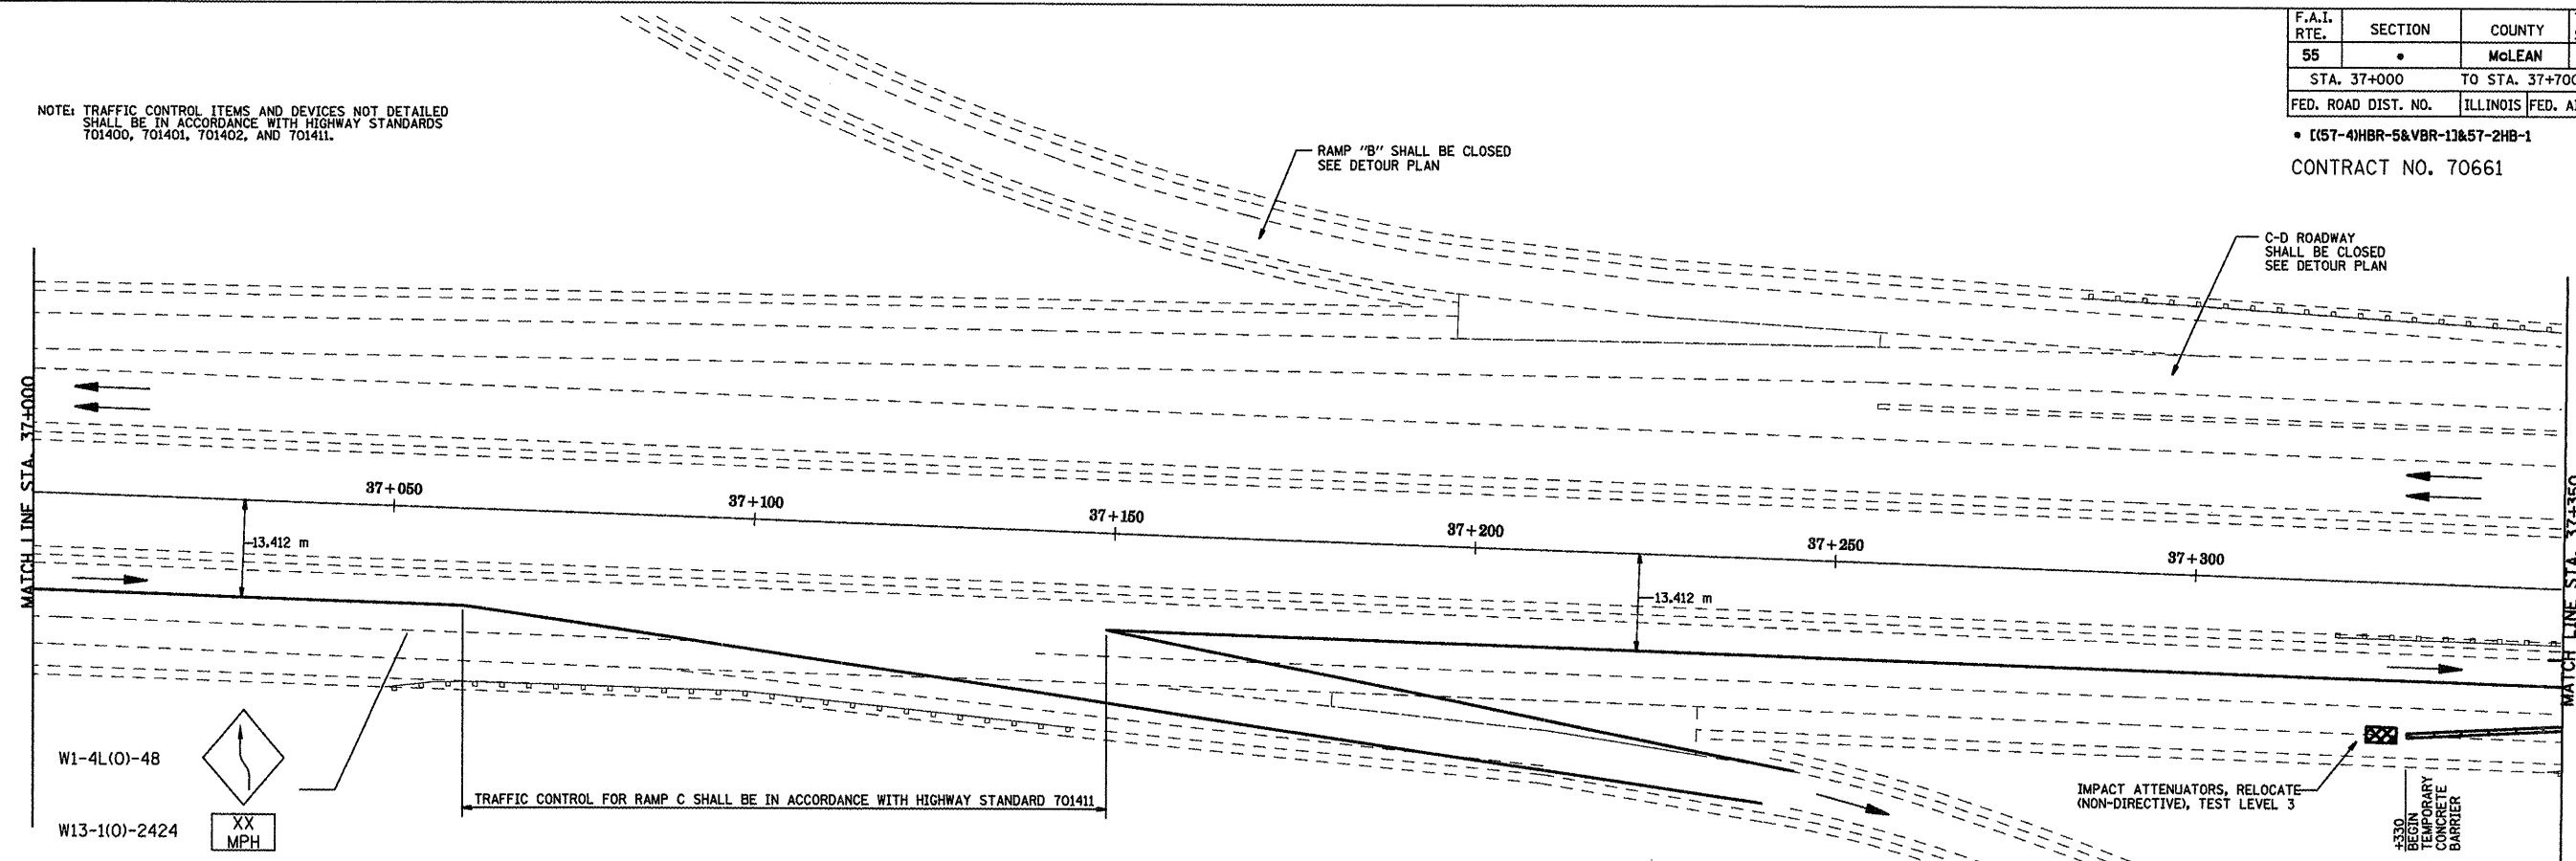 F.A.I. RTE. SECTION COUNTY
55 • McLEAN
STA. 37+000 TO STA. 37+700
FED. ROAD DIST. NO. ILLINOIS FED.
• [(57-4)HBR-5&VBR-1]&57-2HB-1
CONTRACT NO. 70661
NOTE: TRAFFIC CONTROL ITEMS AND DEVICES NOT DETAILED
SHALL BE IN ACCORDANCE WITH HIGHWAY STANDARDS
701400, 701401, 701402, AND 701411.
RAMP "B" SHALL BE CLOSED
SEE DETOUR PLAN
C-D ROADWAY
SHALL BE CLOSED
SEE DETOUR PLAN
MATCH LINE STA. 37+000
37+050
37+100
37+150
37+200
37+250
37+300
MATCH LINE STA. 37+350
13.412 m
13.412 m
W1-4L(O)-48
W13-1(O)-2424
XX
MPH
TRAFFIC CONTROL FOR RAMP C SHALL BE IN ACCORDANCE WITH HIGHWAY STANDARD 701411
IMPACT ATTENUATORS, RELOCATE
(NON-DIRECTIVE), TEST LEVEL 3
+330
BEGIN
TEMPORARY
CONCRETE
BARRIER